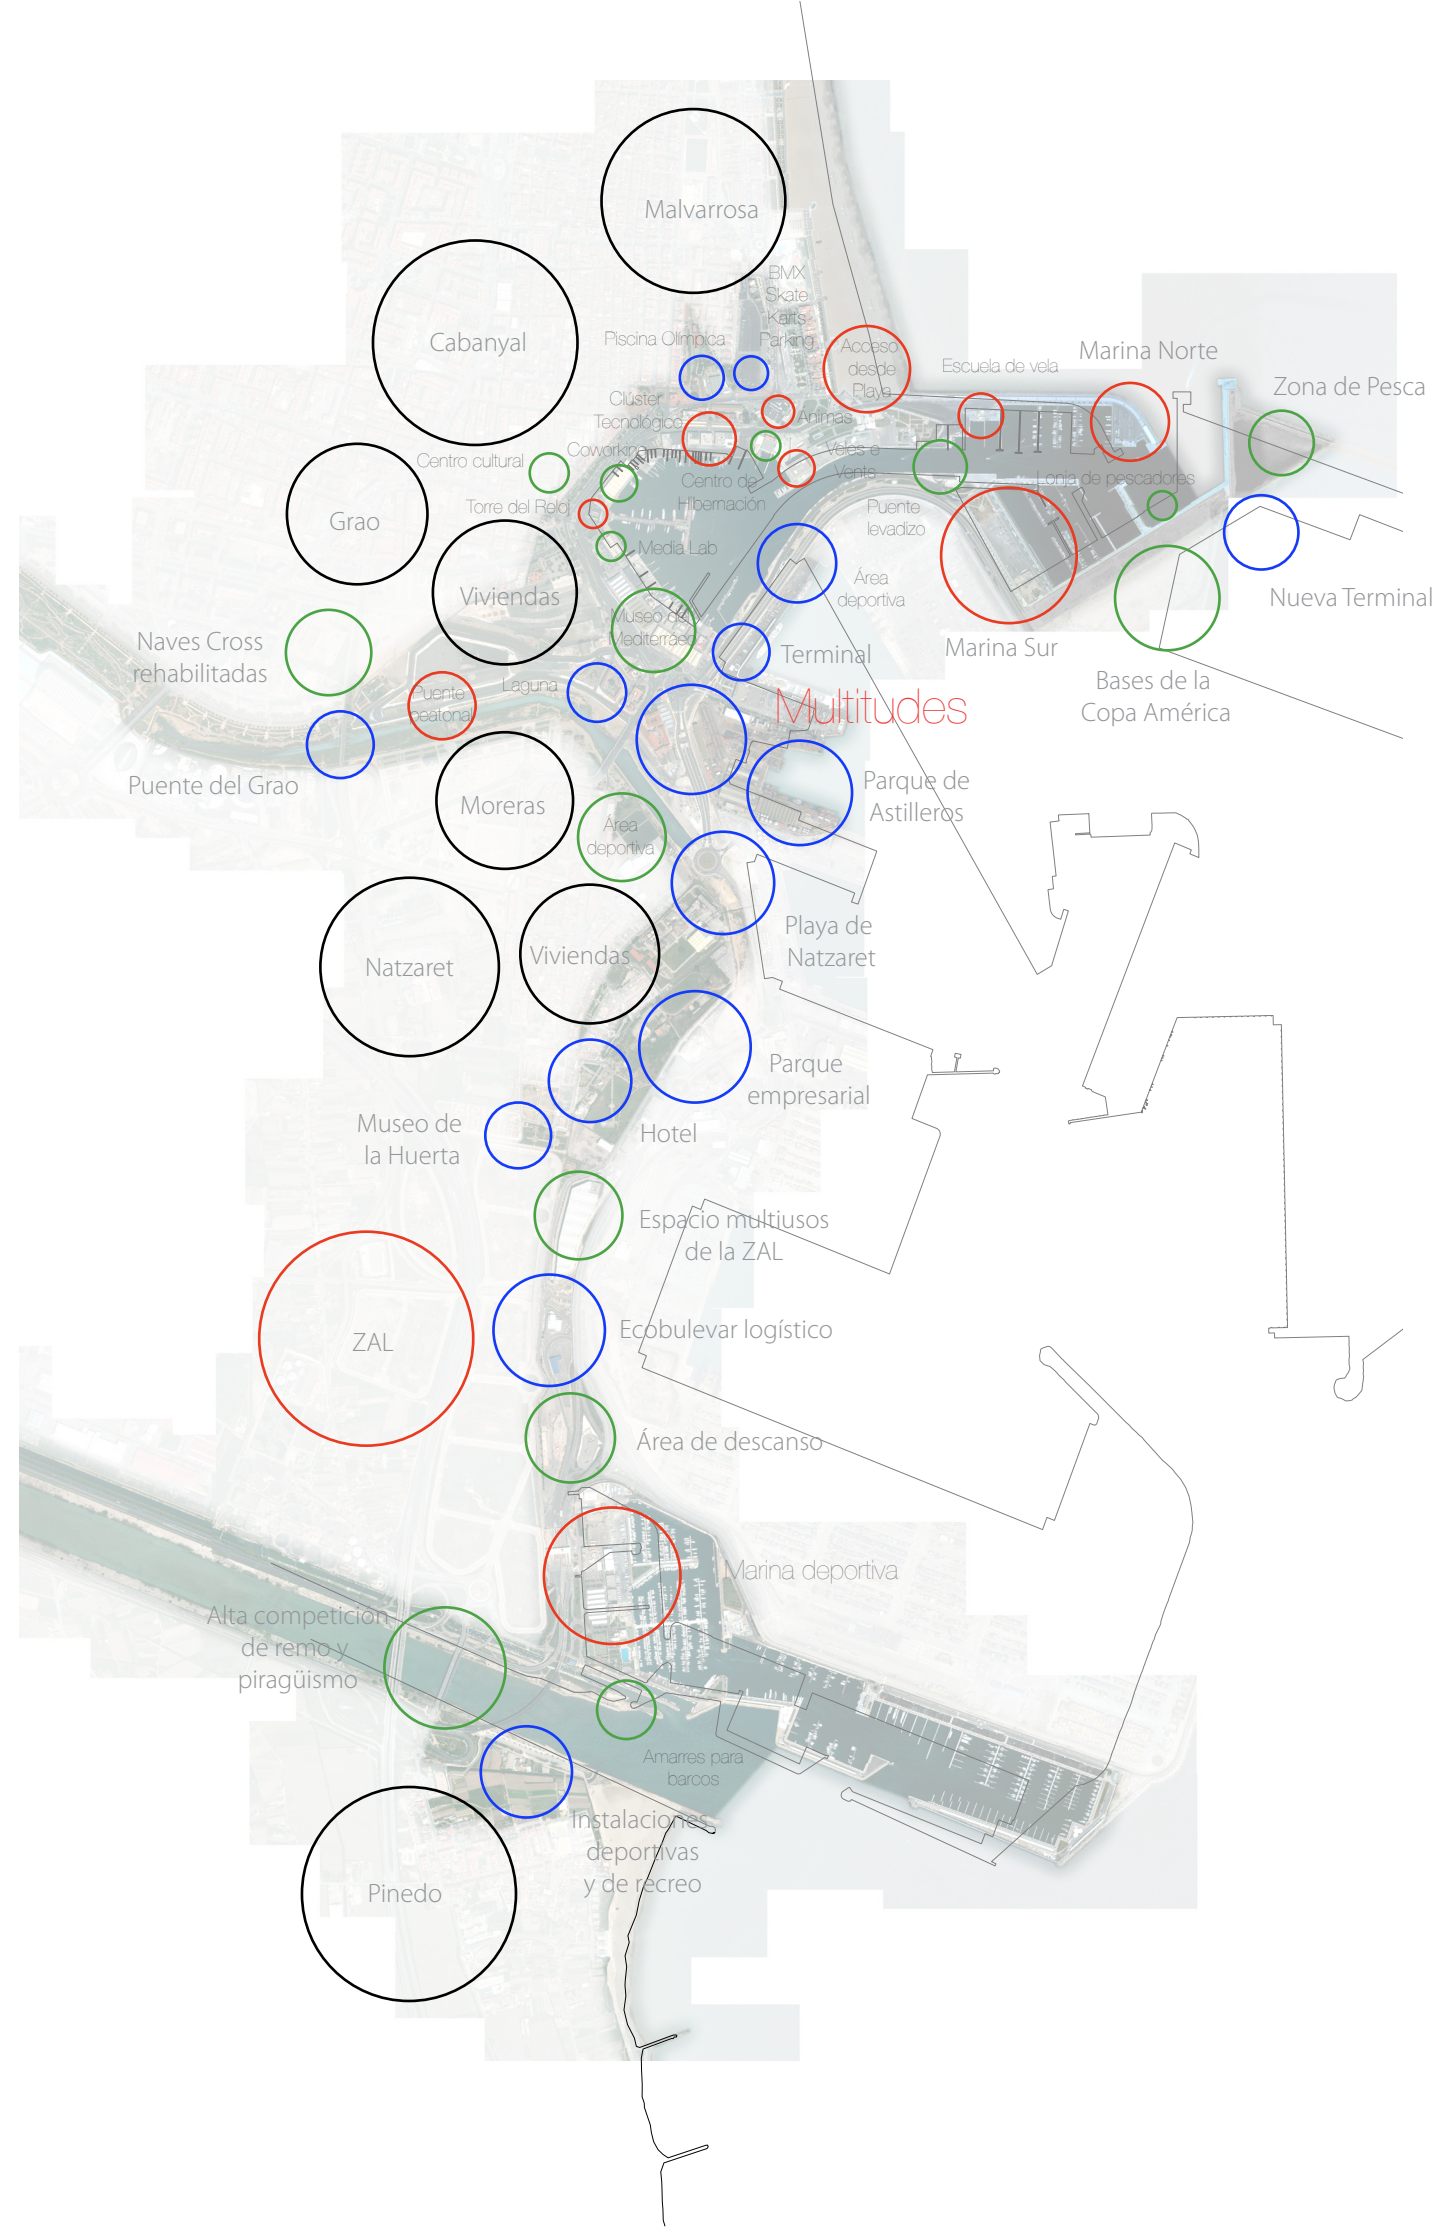 Malvarrosa
BMX
Skate
Karts
Parking
Cabanyal
Piscina Olímpica
Acceso
desde
Playa
Escuela de vela
Marina Norte
Zona de Pesca
Clúster
Tecnológico
Animas
Coworking
Centro cultural
Veles e
Vents
Centro de
Hibernación
Lonja de pescadores
Torre del Reloj
Grao
Puente
levadizo
Media Lab
Viviendas
Área
deportiva
Nueva Terminal
Museo del
Mediterráeo
Naves Cross
rehabilitadas
Terminal
Marina Sur
Laguna
Puente
peatonal
Bases de la
Copa América
Multitudes
Puente del Grao
Parque de
Astilleros
Moreras
Área
deportiva
Playa de
Natzaret
Viviendas
Natzaret
Parque
empresarial
Museo de
la Huerta
Hotel
Espacio multiusos
de la ZAL
Ecobulevar logístico
ZAL
Área de descanso
Marina deportiva
Alta competición
de remo y
piragüismo
Amarres para
barcos
Instalaciones
deportivas
y de recreo
Pinedo